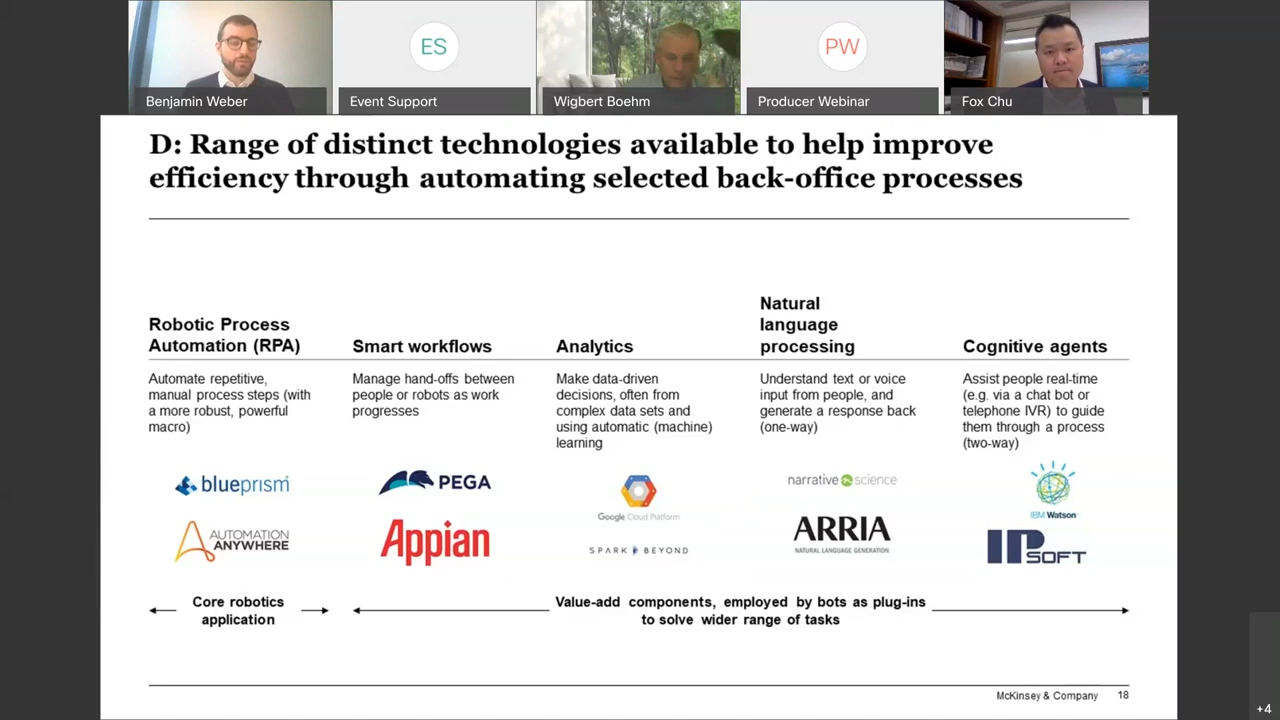 ES
PW
Benjamin Weber
Event Support
Wigbert Boehm
Producer Webinar
Fox Chu
D: Range of distinct technologies available to help improve
efficiency through automating selected back-office processes
Robotic Process
Automation (RPA)
Automate repetitive,
manual process steps (with
a more robust, powerful
macro)
blueprism
AUTOMATION
ANYWHERE
Smart workflows
Manage hand-offs between
people or robots as work
progresses
PEGA
Appian
Analytics
Make data-driven
decisions, often from
complex data sets and
using automatic (machine)
learning
Google Cloud Platform
SPARK BEYOND
Natural
language
processing
Understand text or voice
input from people, and
generate a response back
(one-way)
narrative science
ARRIA
NATURAL LANGUAGE GENERATION
Cognitive agents
Assist people real-time
(e.g. via a chat bot or
telephone IVR) to guide
them through a process
(two-way)
IBM Watson
IPSOFT
Core robotics
application
Value-add components, employed by bots as plug-ins
to solve wider range of tasks
McKinsey & Company 18
+4